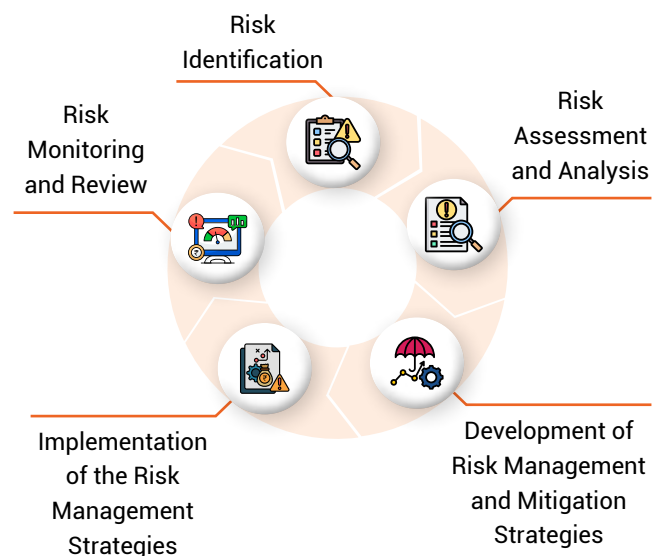 Risk
Identification
Risk
Assessment
and Analysis
Development of
Risk Management
and Mitigation
Strategies
Implementation
of the Risk
Management
Strategies
Risk
Monitoring
and Review